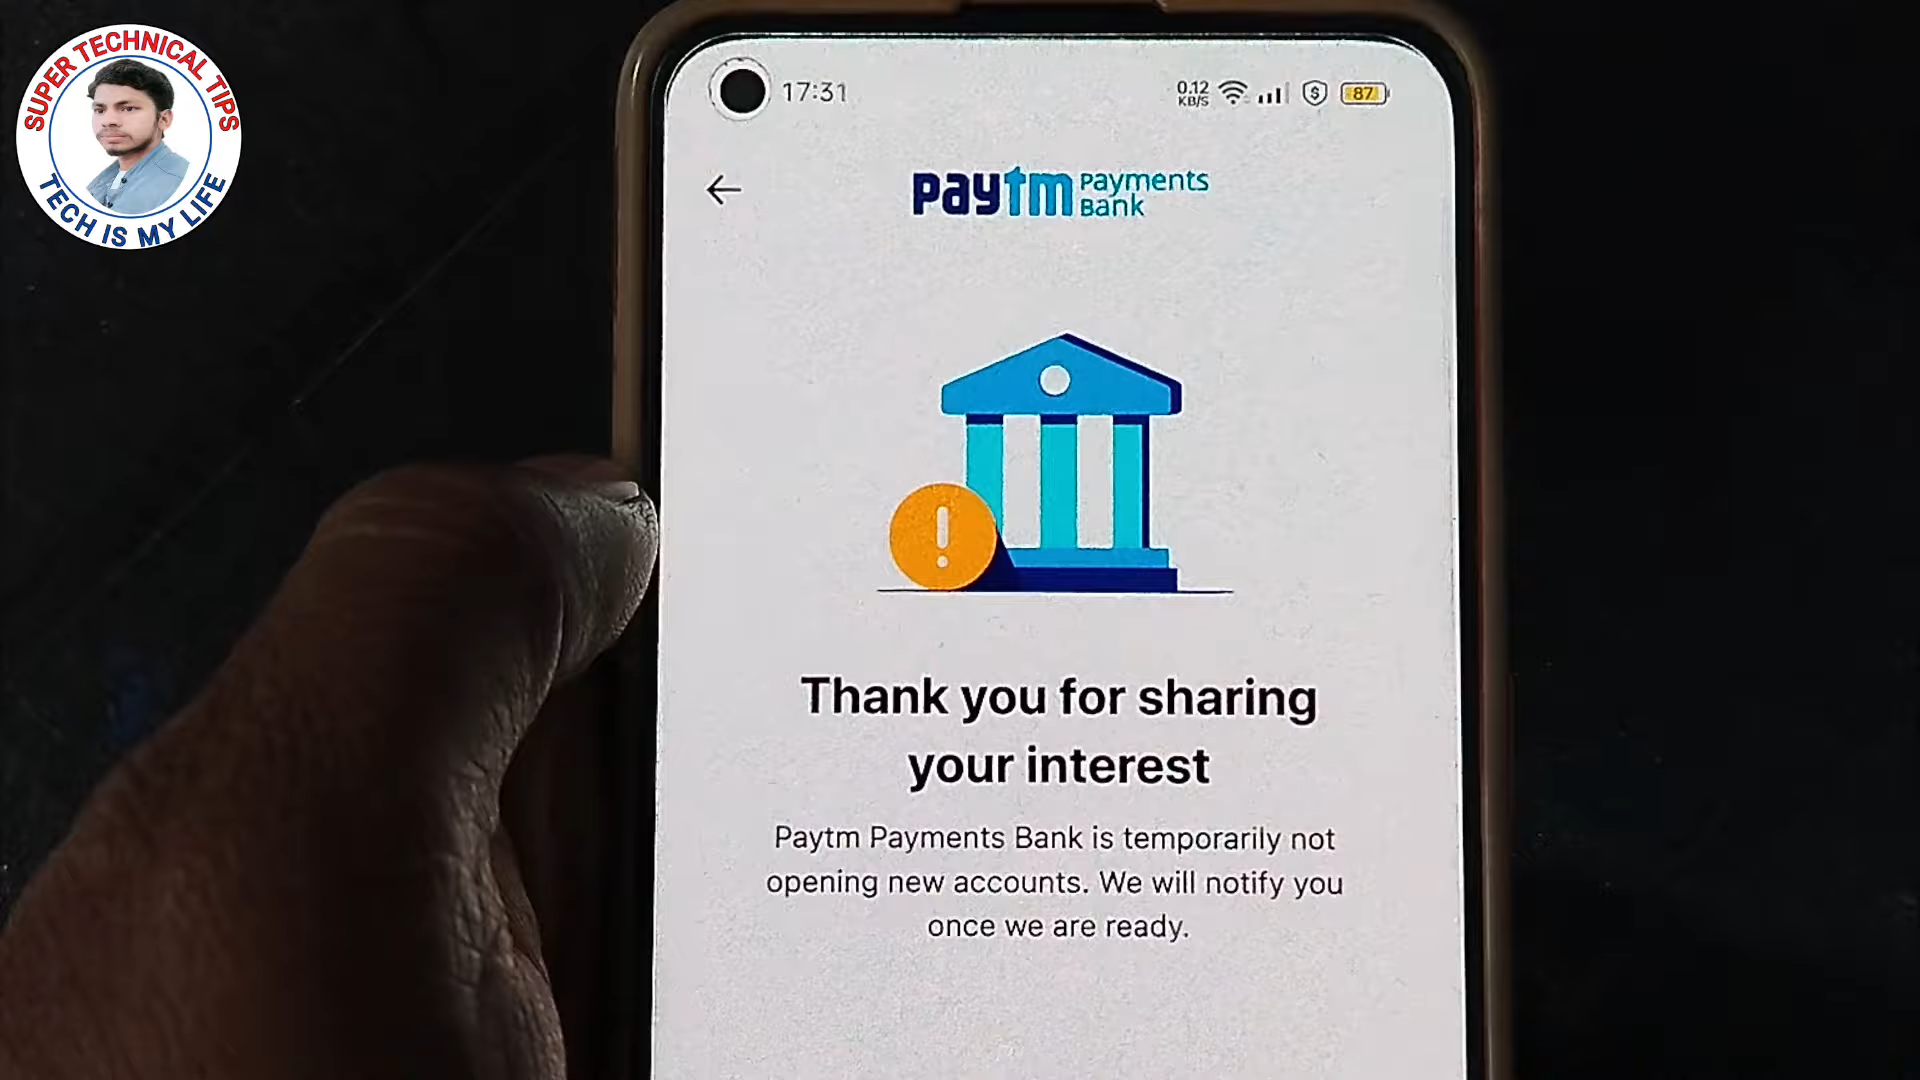 SUPER TECHNICAL TIPS
TECH IS MY LIFE
17:31
0.12
KB/S
87
paytm Payments
Bank
Thank you for sharing
your interest
Paytm Payments Bank is temporarily not
opening new accounts. We will notify you
once we are ready.